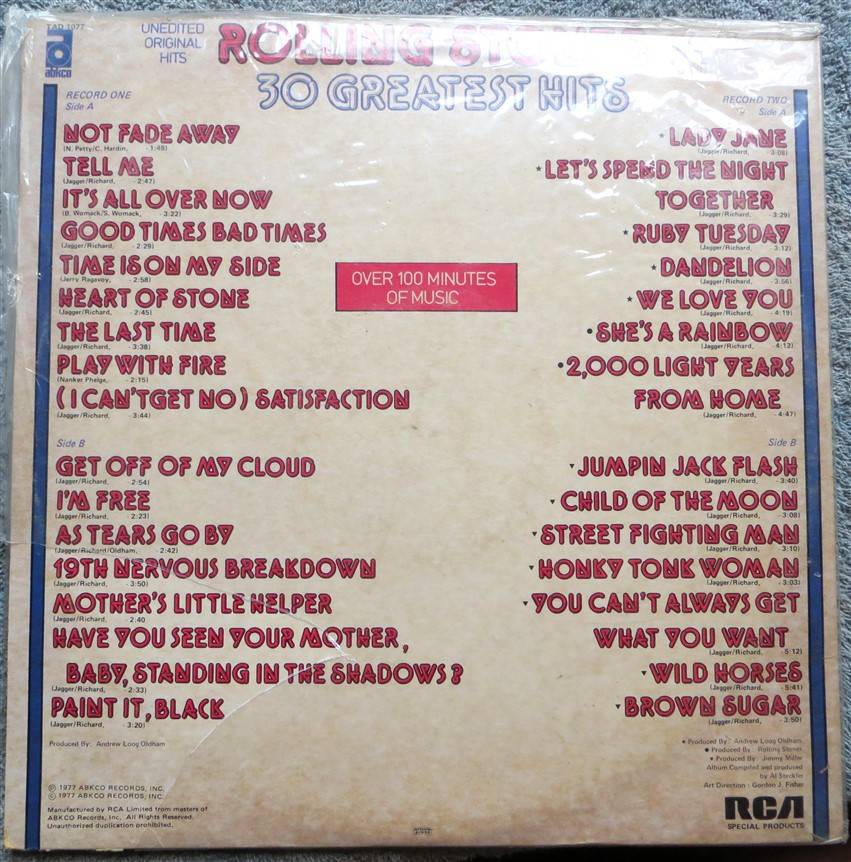 TAD 1977
abkco
UNEDITED
ORIGINAL
HITS
ROLLING STONES
30 GREATEST HITS
RECORD ONE
Side A
NOT FADE AWAY
(N. Petty/C. Hardin, - 1:48)
TELL ME
(Jagger/Richard, - 2:47)
IT'S ALL OVER NOW
(B. Womack/S. Womack, - 3:22)
GOOD TIMES BAD TIMES
(Jagger/Richard, - 2:29)
TIME IS ON MY SIDE
(Jerry Ragavoy, - 2:58)
HEART OF STONE
(Jagger/Richard, - 2:45)
THE LAST TIME
(Jagger/Richard, - 3:38)
PLAY WITH FIRE
(Nanker Phelge, - 2:15)
(I CAN'TGET NO) SATISFACTION
(Jagger/Richard, - 3:44)
Side B
GET OFF OF MY CLOUD
(Jagger/Richard, - 2:54)
I'M FREE
(Jagger/Richard, - 2:23)
AS TEARS GO BY
(Jagger/Richard/Oldham, - 2:42)
19TH NERVOUS BREAKDOWN
(Jagger/Richard, - 3:50)
MOTHER'S LITTLE HELPER
(Jagger/Richard, - 2:40
HAVE YOU SEEN YOUR MOTHER,
BABY, STANDING IN THE SHADOWS?
(Jagger/Richard, - 2:33)
PAINT IT, BLACK
(Jagger/Richard, - 3:20)
Produced By: Andrew Loog Oldham
℗ 1977 ABKCO RECORDS, INC.
© 1977 ABKCO RECORDS, INC.
Manufactured by RCA Limited from masters of
ABKCO Records, Inc. All Rights Reserved.
Unauthorized duplication prohibited.
OVER 100 MINUTES
OF MUSIC
RECORD TWO
Side A
★ LADY JANE
(Jagger/Richard, - 3:08)
★ LET'S SPEND THE NIGHT
TOGETHER
(Jagger/Richard, - 3:29)
★ RUBY TUESDAY
(Jagger/Richard, - 3:12)
★ DANDELION
(Jagger/Richard, - 3:56)
★ WE LOVE YOU
(Jagger/Richard, - 4:19)
● SHE'S A RAINBOW
(Jagger/Richard, - 4:12)
● 2,000 LIGHT YEARS
FROM HOME
(Jagger/Richard, - 4:47)
Side B
▼ JUMPIN JACK FLASH
(Jagger/Richard, - 3:40)
▼ CHILD OF THE MOON
(Jagger/Richard, - 3:08)
▼ STREET FIGHTING MAN
(Jagger/Richard, - 3:10)
▼ HONKY TONK WOMAN
(Jagger/Richard, - 3:03)
▼ YOU CAN'T ALWAYS GET
WHAT YOU WANT
(Jagger/Richard, - 5:12)
▼ WILD HORSES
(Jagger/Richard, - 5:41)
▼ BROWN SUGAR
(Jagger/Richard, - 3:50)
★ Produced By: Andrew Loog Oldham
● Produced By: Rolling Stones
▼ Produced By: Jimmy Miller
Album Compiled and produced
by Al Steckler
Art Direction: Gordon J. Fisher
RCA
SPECIAL PRODUCTS